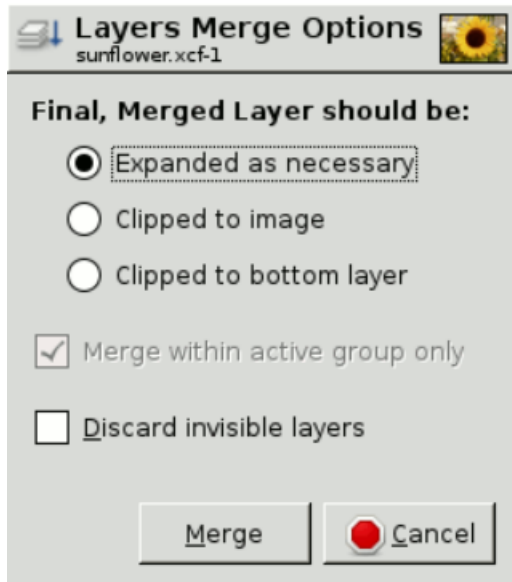 Layers Merge Options
sunflower.xcf-1
Final, Merged Layer should be:
Expanded as necessary
Clipped to image
Clipped to bottom layer
Merge within active group only
Discard invisible layers
Merge
Cancel